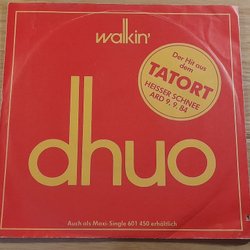 walkin'
Der Hit aus
dem
TATORT
HEISSER SCHNEE
ARD 9. 9. 84
dhuo
Auch als Maxi-Single 601 450 erhältlich